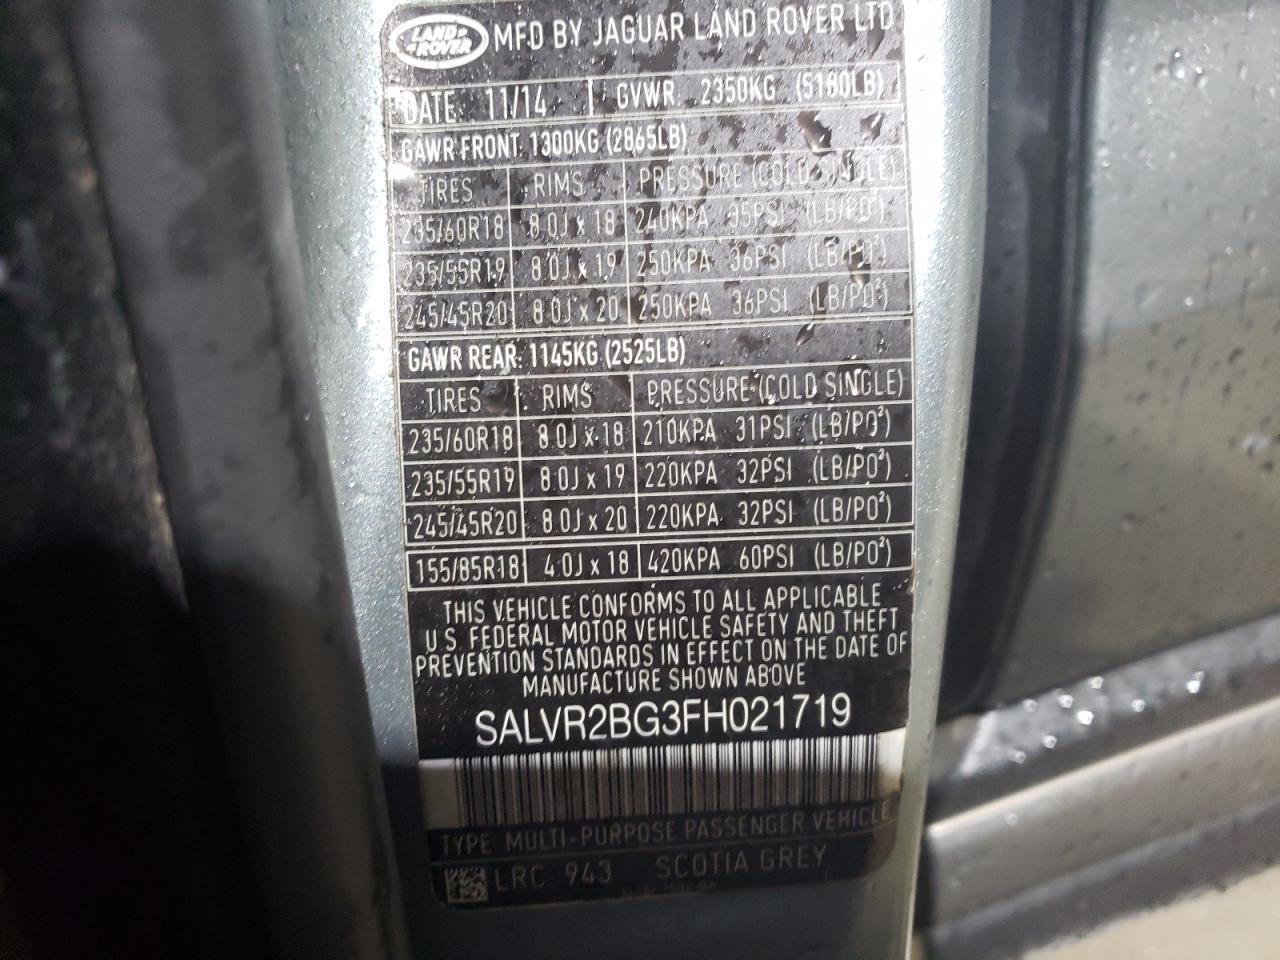 LAND ROVER MFD BY JAGUAR LAND ROVER LTD
DATE 11/14 GVWR 2350KG (5180LB)
GAWR FRONT 1300KG (2865LB)
TIRES RIMS PRESSURE (COLD SINGLE)
235/60R18 8.0J x 18 240KPA 35PSI (LB/PO²)
235/55R19 8.0J x 19 250KPA 36PSI (LB/PO²)
245/45R20 8.0J x 20 250KPA 36PSI (LB/PO²)
GAWR REAR 1145KG (2525LB)
TIRES RIMS PRESSURE (COLD SINGLE)
235/60R18 8.0J x 18 210KPA 31PSI (LB/PO²)
235/55R19 8.0J x 19 220KPA 32PSI (LB/PO²)
245/45R20 8.0J x 20 220KPA 32PSI (LB/PO²)
155/85R18 4.0J x 18 420KPA 60PSI (LB/PO²)
THIS VEHICLE CONFORMS TO ALL APPLICABLE
U.S. FEDERAL MOTOR VEHICLE SAFETY AND THEFT
PREVENTION STANDARDS IN EFFECT ON THE DATE OF
MANUFACTURE SHOWN ABOVE
SALVR2BG3FH021719
TYPE MULTI-PURPOSE PASSENGER VEHICLE
LRC 943 SCOTIA GREY